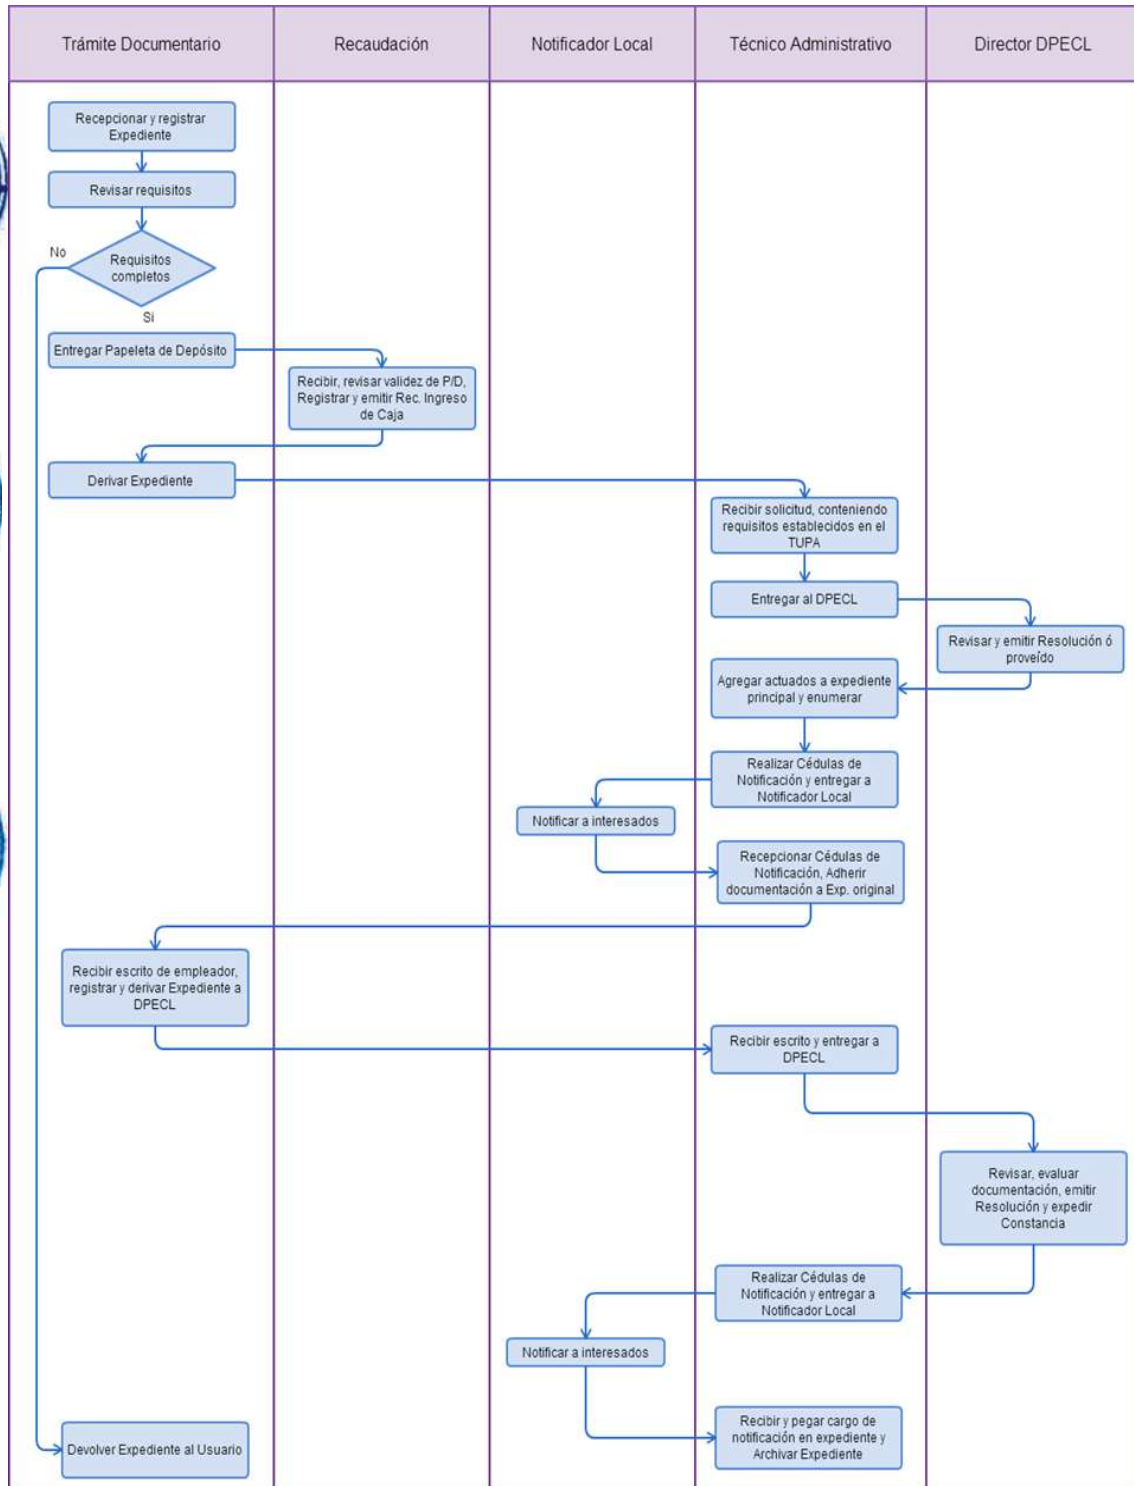 Trámite Documentario
Recaudación
Notificador Local
Técnico Administrativo
Director DPECL
Recepcionar y registrar
Expediente
Revisar requisitos
No
Requisitos
completos
Si
Entregar Papeleta de Depósito
Recibir, revisar validez de P/D,
Registrar y emitir Rec. Ingreso
de Caja
Derivar Expediente
Recibir solicitud, conteniendo
requisitos establecidos en el
TUPA
Entregar al DPECL
Revisar y emitir Resolución ó
proveído
Agregar actuados a expediente
principal y enumerar
Realizar Cédulas de
Notificación y entregar a
Notificador Local
Notificar a interesados
Recepcionar Cédulas de
Notificación, Adherir
documentación a Exp. original
Recibir escrito de empleador,
registrar y derivar Expediente a
DPECL
Recibir escrito y entregar a
DPECL
Revisar, evaluar
documentación, emitir
Resolución y expedir
Constancia
Realizar Cédulas de
Notificación y entregar a
Notificador Local
Notificar a interesados
Recibir y pegar cargo de
notificación en expediente y
Archivar Expediente
Devolver Expediente al Usuario